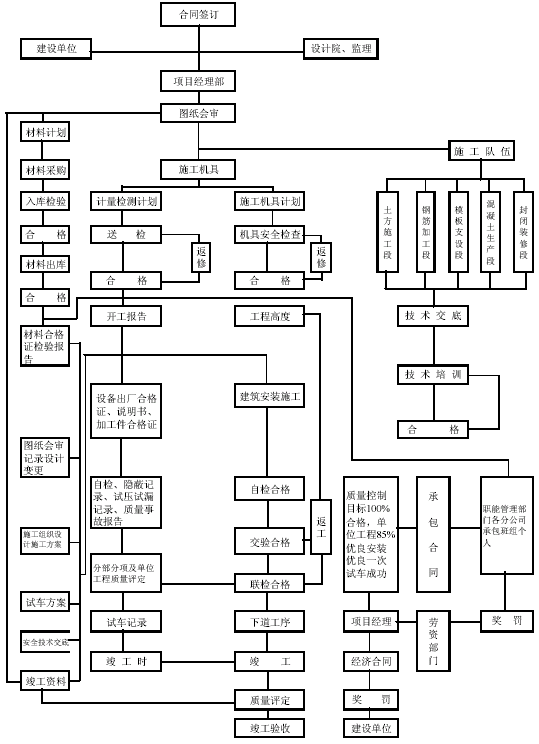 合同签订
建设单位
设计院、监理
项目经理部
图纸会审
材料计划
施工队伍
材料采购
施工机具
入库检验
计量检测计划
施工机具计划
土方施工段
钢筋加工段
模板支设段
混凝土生产段
封闭装修段
合格
送检
返修
机具安全检查
返修
材料出库
合格
合格
合格
开工报告
工程高度
技术交底
材料合格
证检验报
告
技术培训
设备出厂合格
证、说明书、
加工件合格证
建筑安装施工
合格
图纸会审
记录设计
变更
自检、隐蔽记
录、试压试漏
记录、质量事
故报告
自检合格
返工
质量控制
目标100%
合格，单
位工程85%
优良安装
优良一次
试车成功
承包合同
职能管理部
门各分公司
承包班组个
人
施工组织设
计施工方案
交验合格
分部分项及单位
工程质量评定
联检合格
试车方案
试车记录
下道工序
项目经理
劳资部门
奖罚
安全技术交底
竣工时
竣工
经济合同
竣工资料
质量评定
奖罚
竣工验收
建设单位